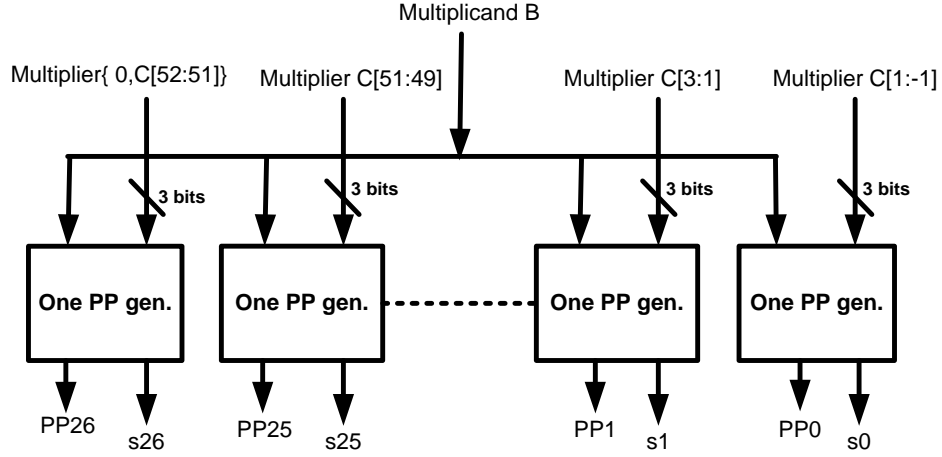 Multiplicand B
Multiplier{ 0,C[52:51]}
Multiplier C[51:49]
Multiplier C[3:1]
Multiplier C[1:-1]
3 bits
3 bits
3 bits
3 bits
One PP gen.
One PP gen.
One PP gen.
One PP gen.
PP26
s26
PP25
s25
PP1
s1
PP0
s0